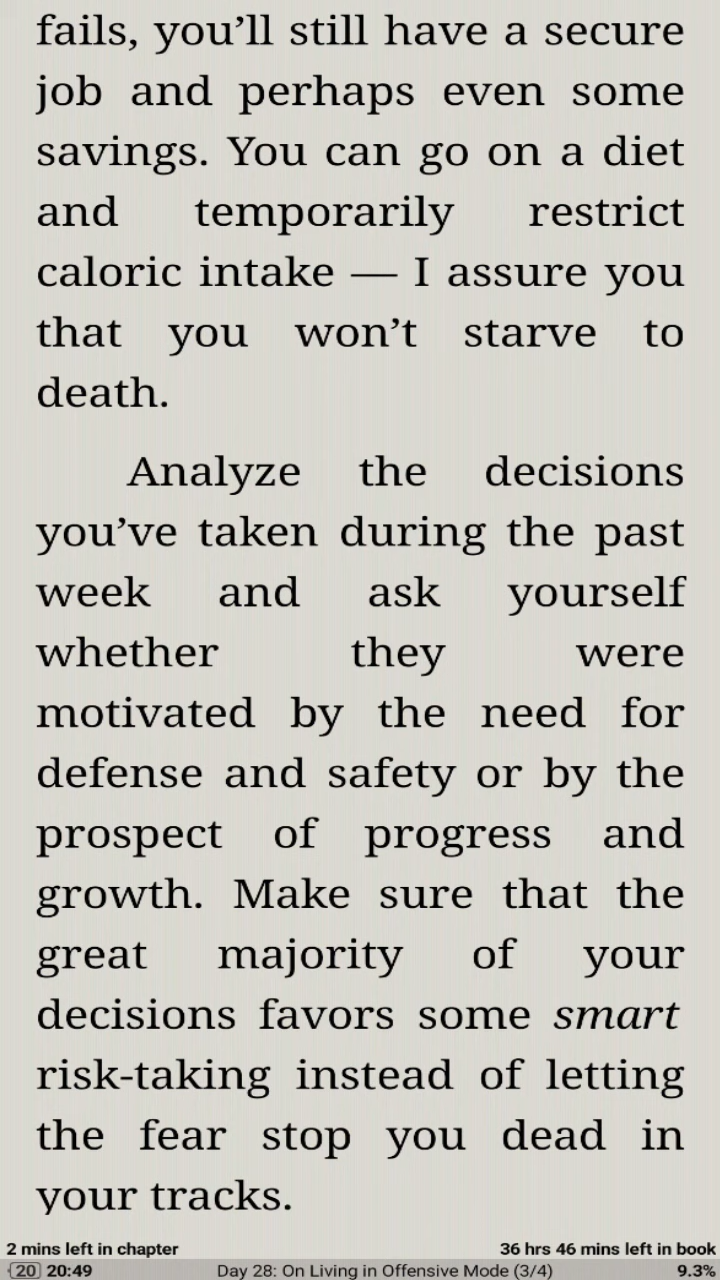 fails, you’ll still have a secure
job and perhaps even some
savings. You can go on a diet
and temporarily restrict
caloric intake — I assure you
that you won’t starve to
death.
Analyze the decisions
you’ve taken during the past
week and ask yourself
whether they were
motivated by the need for
defense and safety or by the
prospect of progress and
growth. Make sure that the
great majority of your
decisions favors some smart
risk-taking instead of letting
the fear stop you dead in
your tracks.
2 mins left in chapter 36 hrs 46 mins left in book
20 20:49 Day 28: On Living in Offensive Mode (3/4) 9.3%